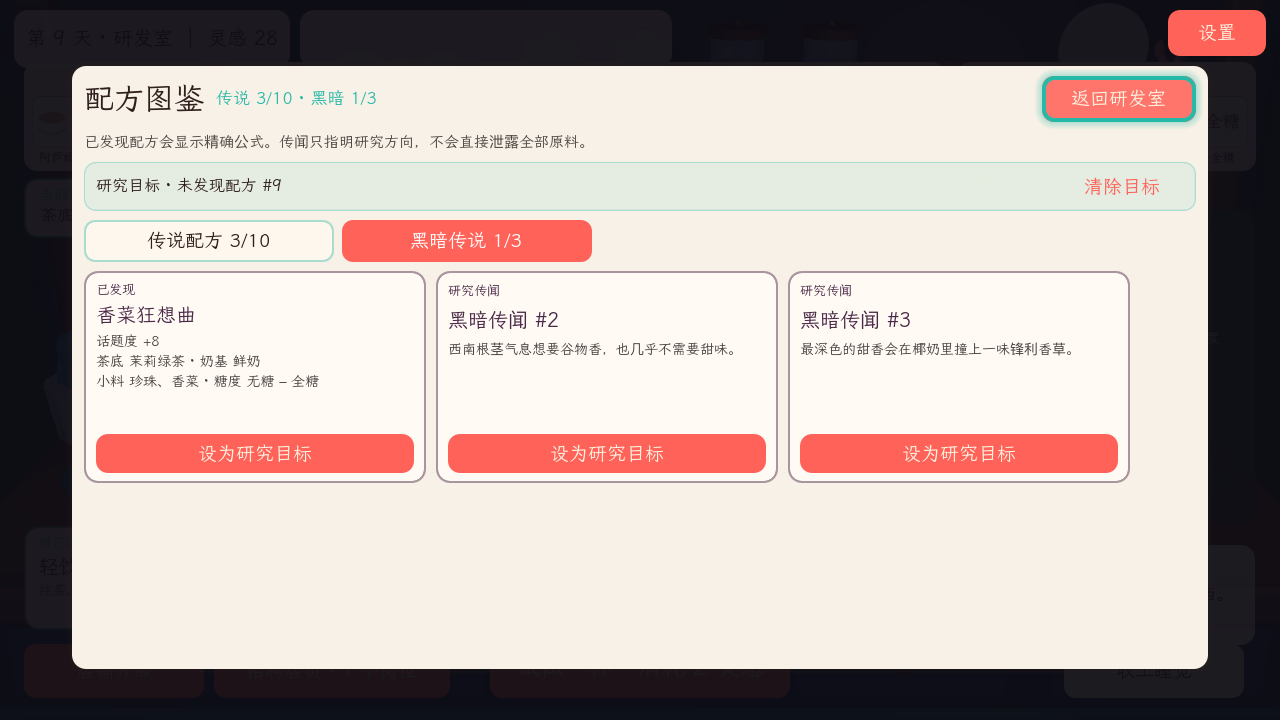 第 9 天・研发室 │ 灵感 28
设置
配方图鉴 传说 3/10・黑暗 1/3
返回研发室
已发现配方会显示精确公式。传闻只指明研究方向，不会直接泄露全部原料。
研究目标・未发现配方 #9
清除目标
传说配方 3/10
黑暗传说 1/3
已发现
香菜狂想曲
话题度 +8
茶底 茉莉绿茶・奶基 鲜奶
小料 珍珠、香菜・糖度 无糖 – 全糖
设为研究目标
研究传闻
黑暗传闻 #2
西南根茎气息想要谷物香，也几乎不需要甜味。
设为研究目标
研究传闻
黑暗传闻 #3
最深色的甜香会在椰奶里撞上一味锋利香草。
设为研究目标
全糖
茶底
轻饮